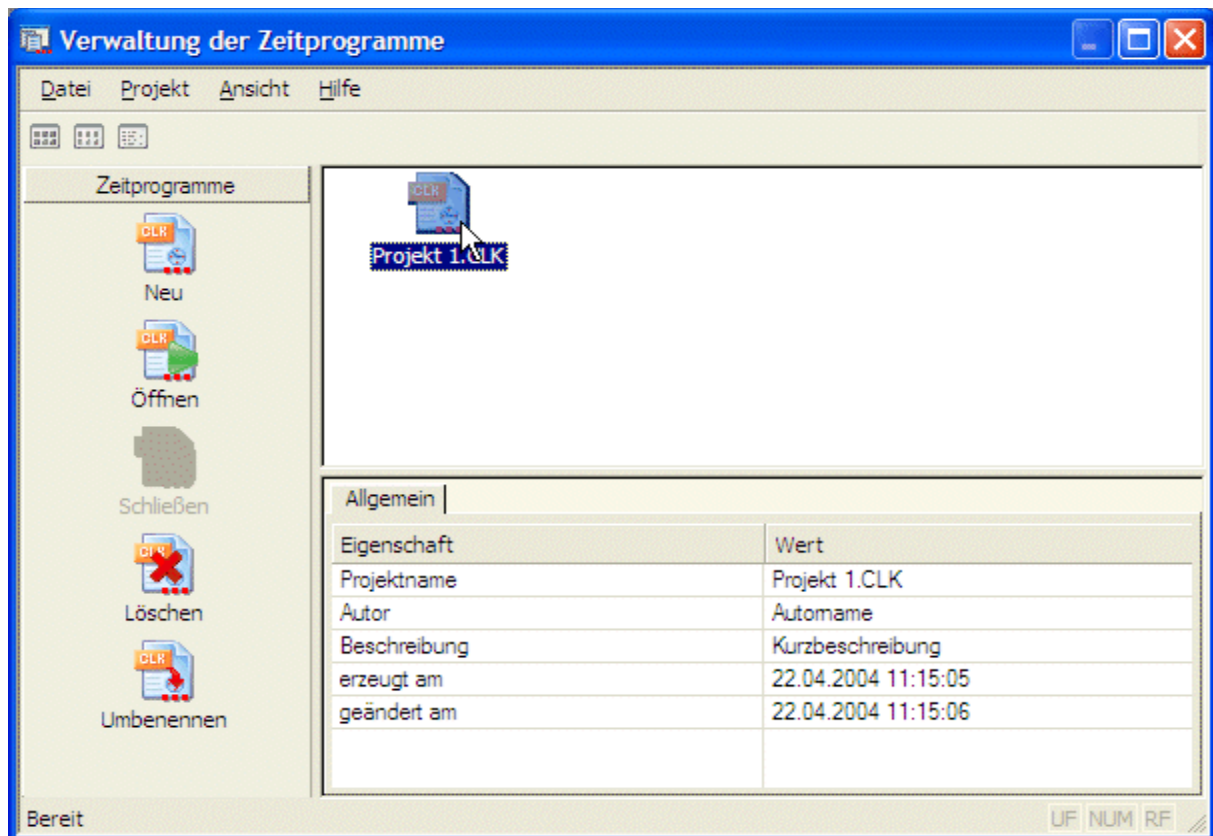 Verwaltung der Zeitprogramme
Datei Projekt Ansicht Hilfe
Zeitprogramme
CLK
Neu
CLK
Öffnen
Schließen
CLK
Löschen
CLK
Umbenennen
CLK
Projekt 1.CLK
Allgemein
Eigenschaft Wert
Projektname Projekt 1.CLK
Autor Autorname
Beschreibung Kurzbeschreibung
erzeugt am 22.04.2004 11:15:05
geändert am 22.04.2004 11:15:06
Bereit UF NUM RF